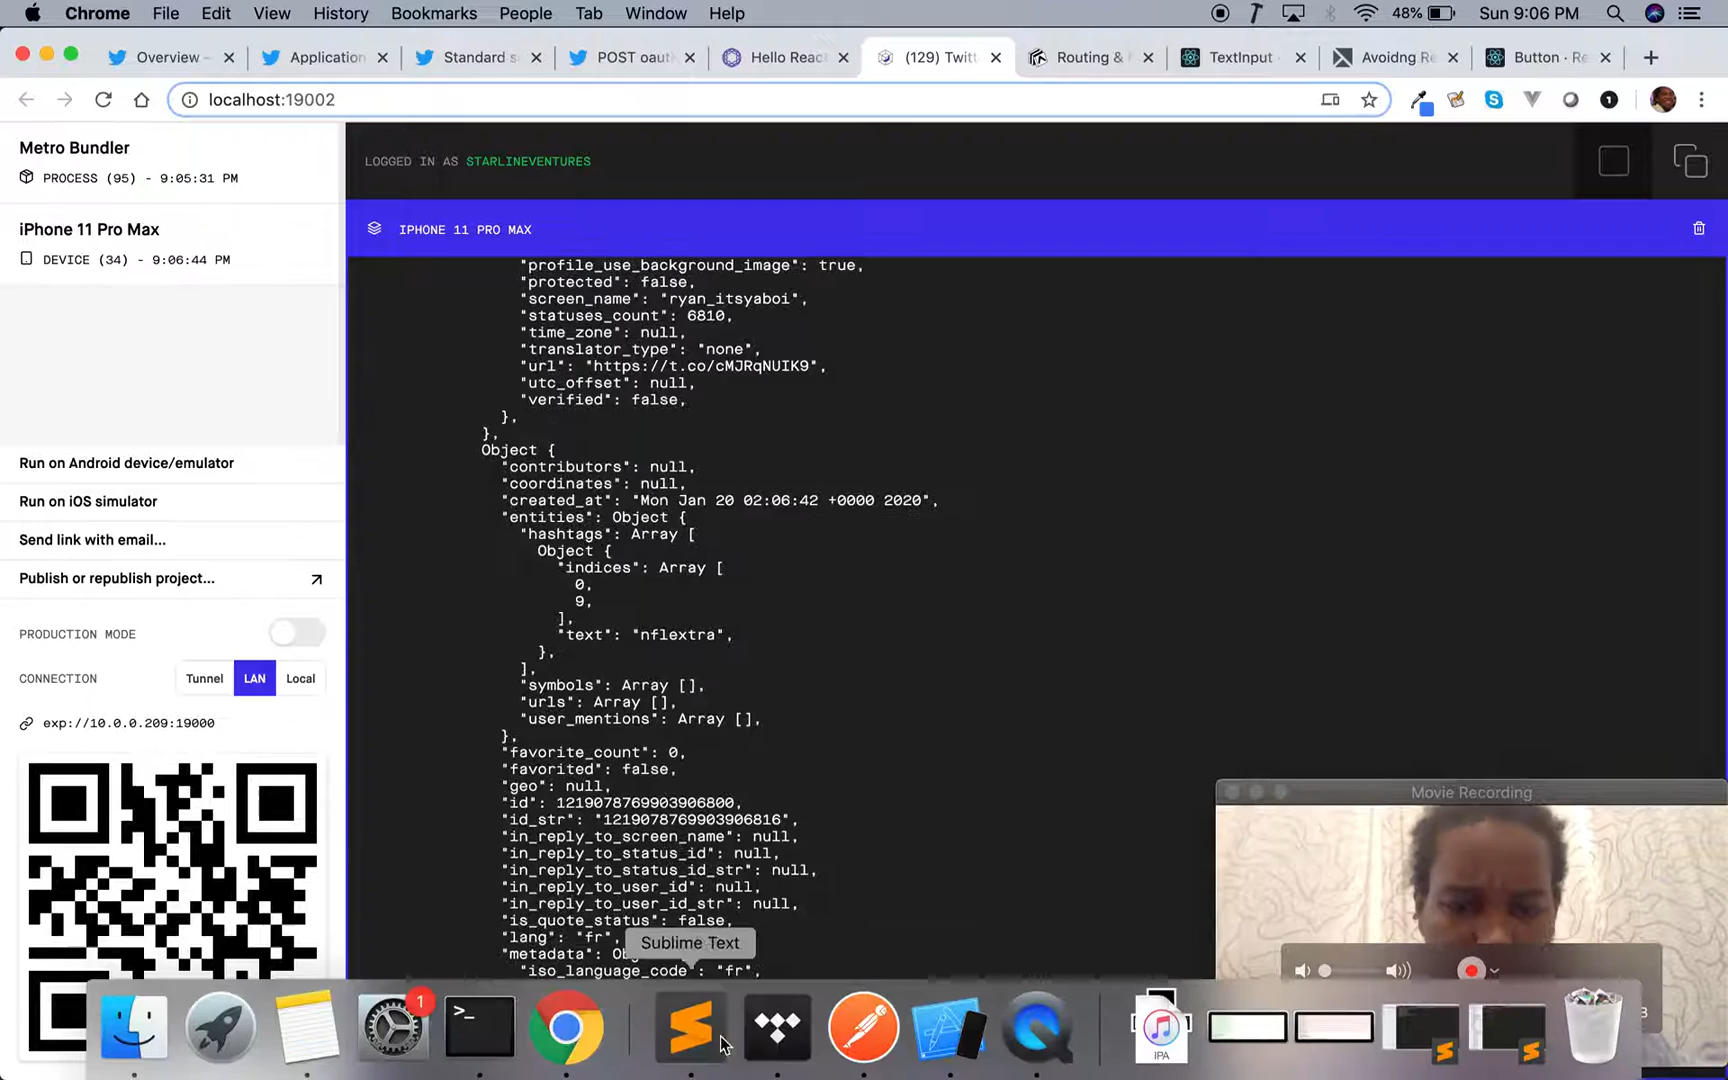 Chrome File Edit View History Bookmarks People Tab Window Help 48% Sun 9:06 PM
Overview – Application Standard s POST oaut Hello Reac (129) Twitt Routing & TextInput · Avoidng Re Button · Re
localhost:19002
Metro Bundler
PROCESS (95) - 9:05:31 PM
iPhone 11 Pro Max
DEVICE (34) - 9:06:44 PM
Run on Android device/emulator
Run on iOS simulator
Send link with email...
Publish or republish project...
PRODUCTION MODE
CONNECTION Tunnel LAN Local
exp://10.0.0.209:19000
LOGGED IN AS STARLINEVENTURES
IPHONE 11 PRO MAX
"profile_use_background_image": true,
"protected": false,
"screen_name": "ryan_itsyaboi",
"statuses_count": 6810,
"time_zone": null,
"translator_type": "none",
"url": "https://t.co/cMJRqNUIK9",
"utc_offset": null,
"verified": false,
},
},
Object {
"contributors": null,
"coordinates": null,
"created_at": "Mon Jan 20 02:06:42 +0000 2020",
"entities": Object {
"hashtags": Array [
Object {
"indices": Array [
0,
9,
],
"text": "nflextra",
},
],
"symbols": Array [],
"urls": Array [],
"user_mentions": Array [],
},
"favorite_count": 0,
"favorited": false,
"geo": null,
"id": 1219078769903906800,
"id_str": "1219078769903906816",
"in_reply_to_screen_name": null,
"in_reply_to_status_id": null,
"in_reply_to_status_id_str": null,
"in_reply_to_user_id": null,
"in_reply_to_user_id_str": null,
"is_quote_status": false,
"lang": "fr",
"metadata": Ob
"iso_language_code": "fr",
Sublime Text
Movie Recording
1
IPA